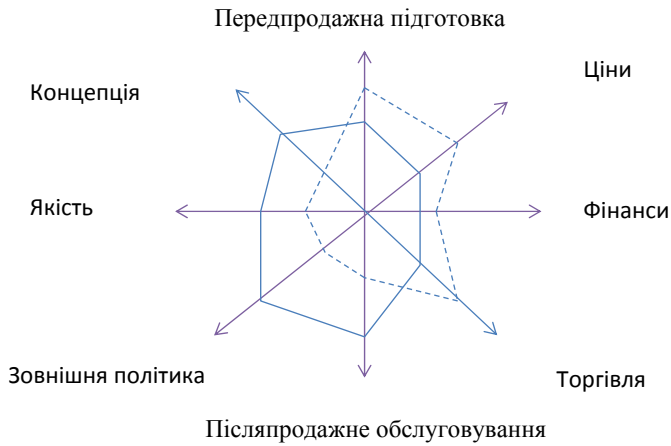 Передпродажна підготовка
Ціни
Концепція
Якість
Фінанси
Зовнішня політика
Торгівля
Післяпродажне обслуговування